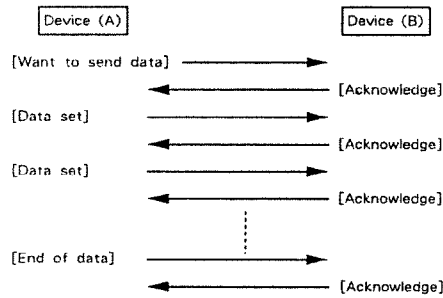 Device (A) Device (B)
[Want to send data]
[Acknowledge]
[Data set]
[Acknowledge]
[Data set]
[Acknowledge]
[End of data]
[Acknowledge]